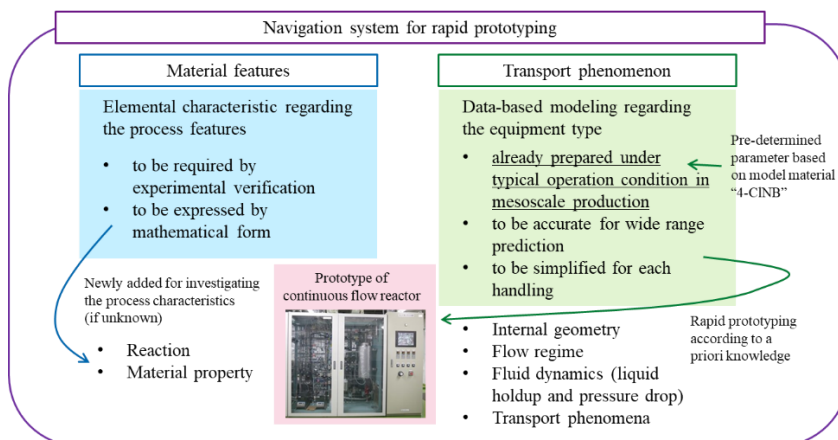 Navigation system for rapid prototyping
Material features
Elemental characteristic regarding
the process features
• to be required by
experimental verification
• to be expressed by
mathematical form
Newly added for investigating
the process characteristics
(if unknown)
• Reaction
• Material property
Prototype of
continuous flow reactor
Transport phenomenon
Data-based modeling regarding
the equipment type
• already prepared under
typical operation condition in
mesoscale production
• to be accurate for wide range
prediction
• to be simplified for each
handling
Pre-determined
parameter based
on model material
“4-ClNB”
• Internal geometry
• Flow regime
• Fluid dynamics (liquid
holdup and pressure drop)
• Transport phenomena
Rapid prototyping
according to a
priori knowledge